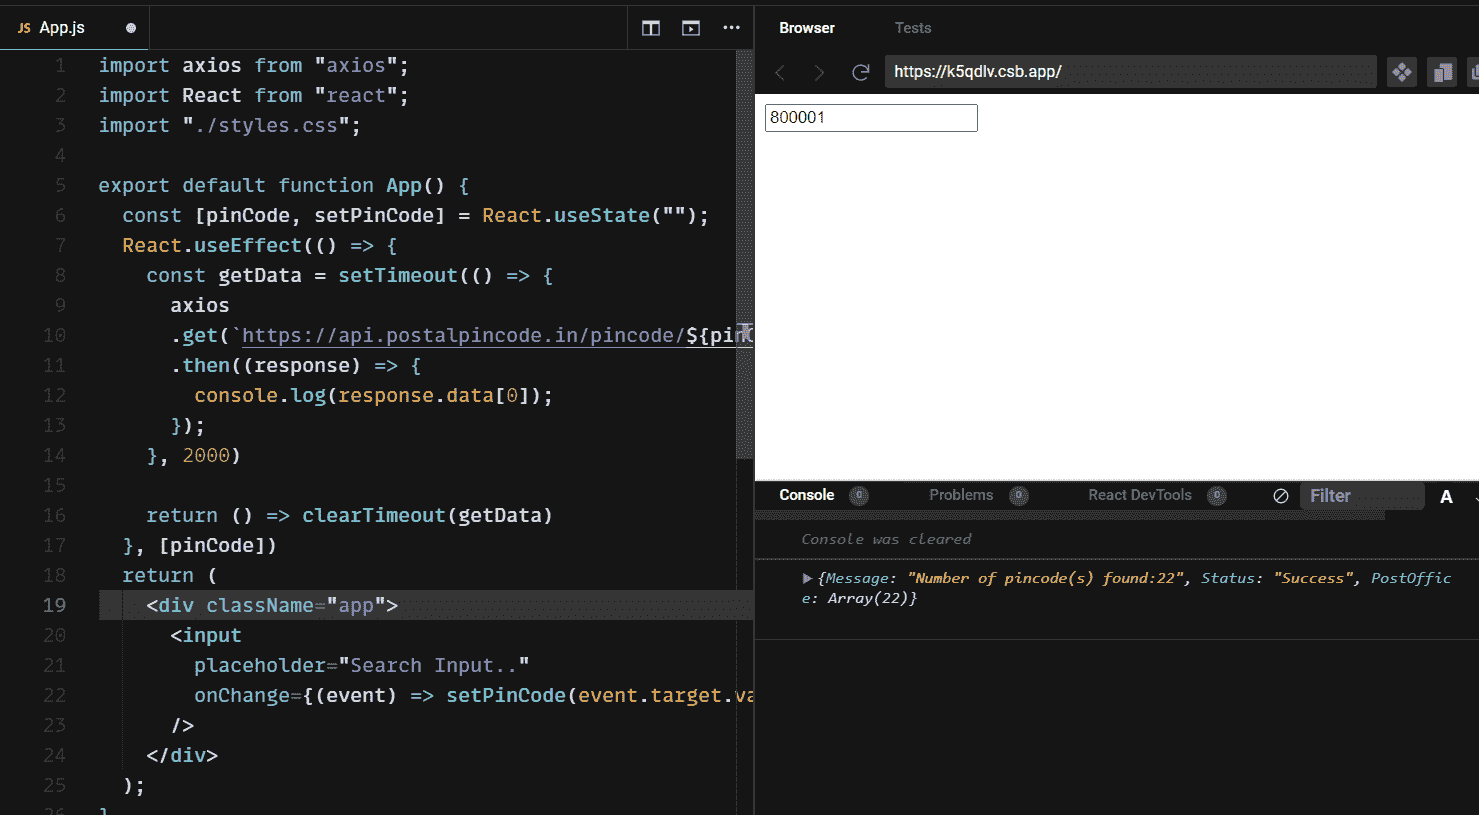 JS App.js
1 import axios from "axios";
2 import React from "react";
3 import "./styles.css";
4
5 export default function App() {
6 const [pinCode, setPinCode] = React.useState("");
7 React.useEffect(() => {
8 const getData = setTimeout(() => {
9 axios
10 .get(`https://api.postalpincode.in/pincode/${pin
11 .then((response) => {
12 console.log(response.data[0]);
13 });
14 }, 2000)
15
16 return () => clearTimeout(getData)
17 }, [pinCode])
18 return (
19 <div className="app">
20 <input
21 placeholder="Search Input.."
22 onChange={(event) => setPinCode(event.target.va
23 />
24 </div>
25 );
26 }
Browser Tests
https://k5qdlv.csb.app/
800001
Console 0 Problems 0 React DevTools 0 Filter A
Console was cleared
▶{Message: "Number of pincode(s) found:22", Status: "Success", PostOffic
e: Array(22)}